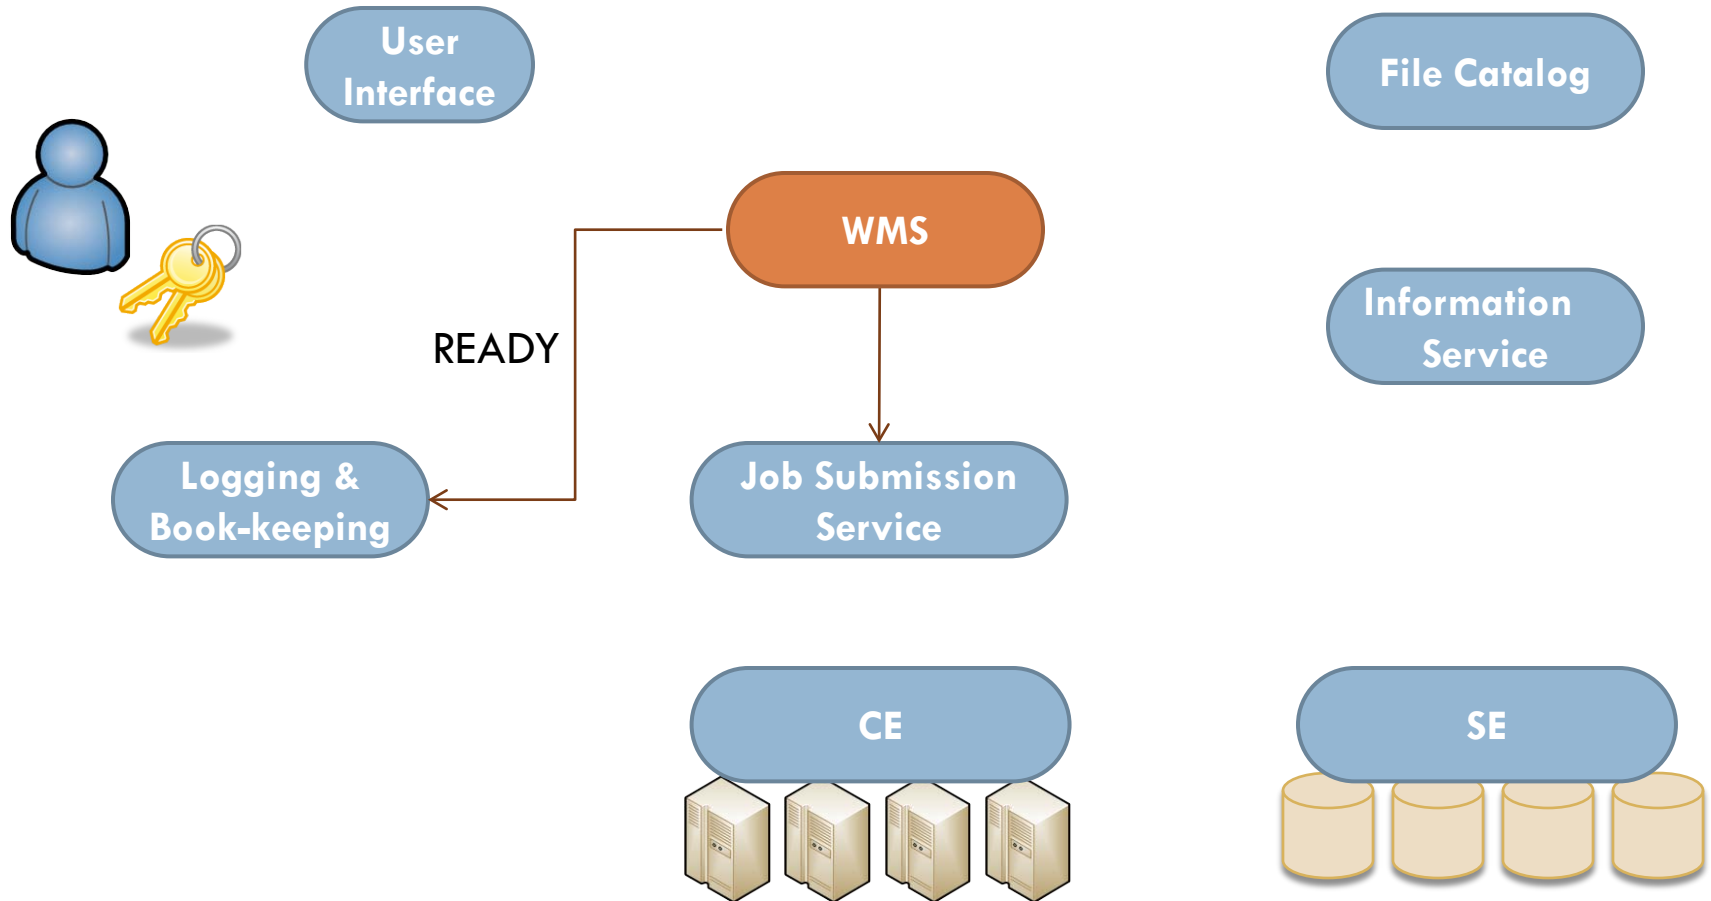 User
Interface
File Catalog
WMS
Information
Service
READY
Logging &
Book-keeping
Job Submission
Service
CE
SE